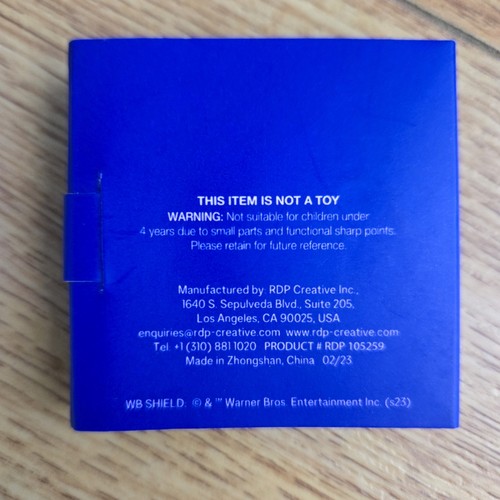 THIS ITEM IS NOT A TOY
WARNING: Not suitable for children under
4 years due to small parts and functional sharp points.
Please retain for future reference.
Manufactured by: RDP Creative Inc.,
1640 S. Sepulveda Blvd., Suite 205,
Los Angeles, CA 90025, USA
enquiries@rdp-creative.com www.rdp-creative.com
Tel. +1 (310) 881 1020 PRODUCT # RDP 105259
Made in Zhongshan, China 02/23
WB SHIELD: © & ™ Warner Bros. Entertainment Inc. (s23)